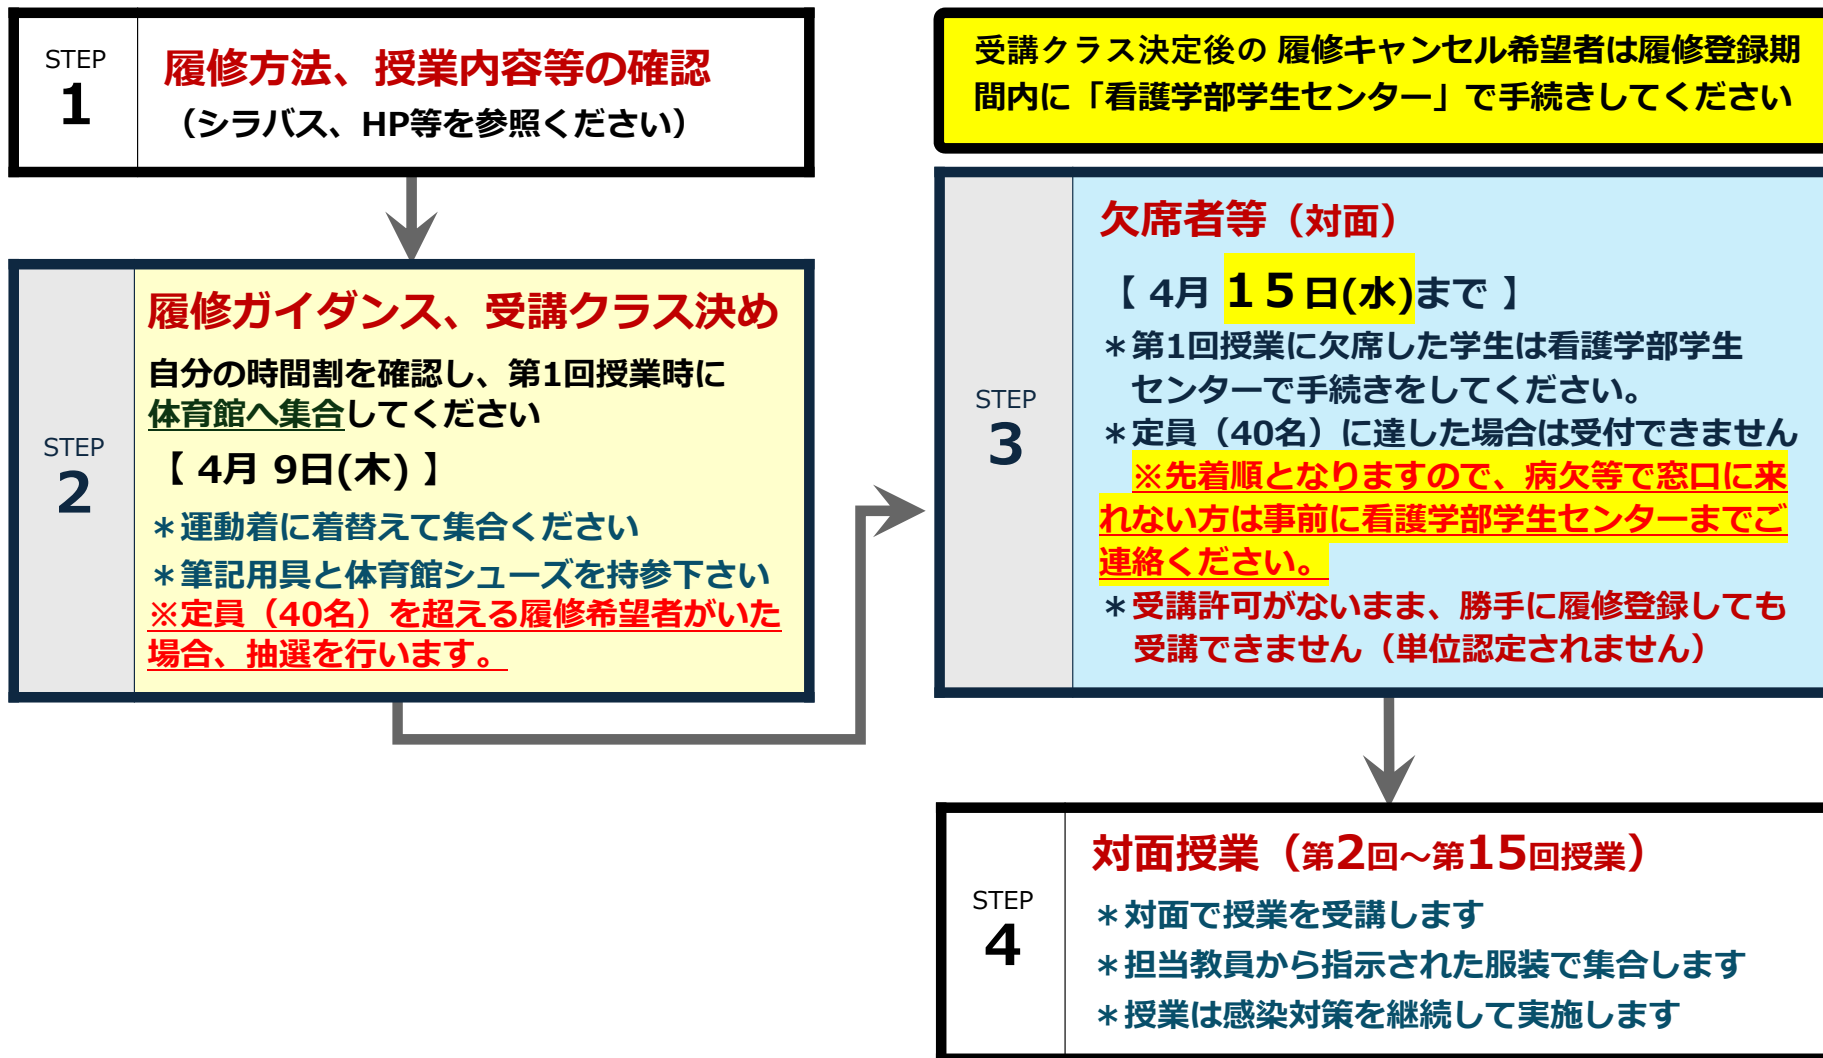 STEP
1
履修方法、授業内容等の確認
（シラバス、HP等を参照ください）
STEP
2
履修ガイダンス、受講クラス決め
自分の時間割を確認し、第1回授業時に
体育館へ集合してください
【 4月 9日(木) 】
＊運動着に着替えて集合ください
＊筆記用具と体育館シューズを持参下さい
※定員（40名）を超える履修希望者がいた
場合、抽選を行います。
受講クラス決定後の 履修キャンセル希望者は履修登録期
間内に「看護学部学生センター」で手続きしてください
STEP
3
欠席者等（対面）
【 4月 １５日(水)まで 】
＊第1回授業に欠席した学生は看護学部学生
センターで手続きをしてください。
＊定員（40名）に達した場合は受付できません
※先着順となりますので、病欠等で窓口に来
れない方は事前に看護学部学生センターまでご
連絡ください。
＊受講許可がないまま、勝手に履修登録しても
受講できません（単位認定されません）
STEP
4
対面授業（第2回～第15回授業）
＊対面で授業を受講します
＊担当教員から指示された服装で集合します
＊授業は感染対策を継続して実施します